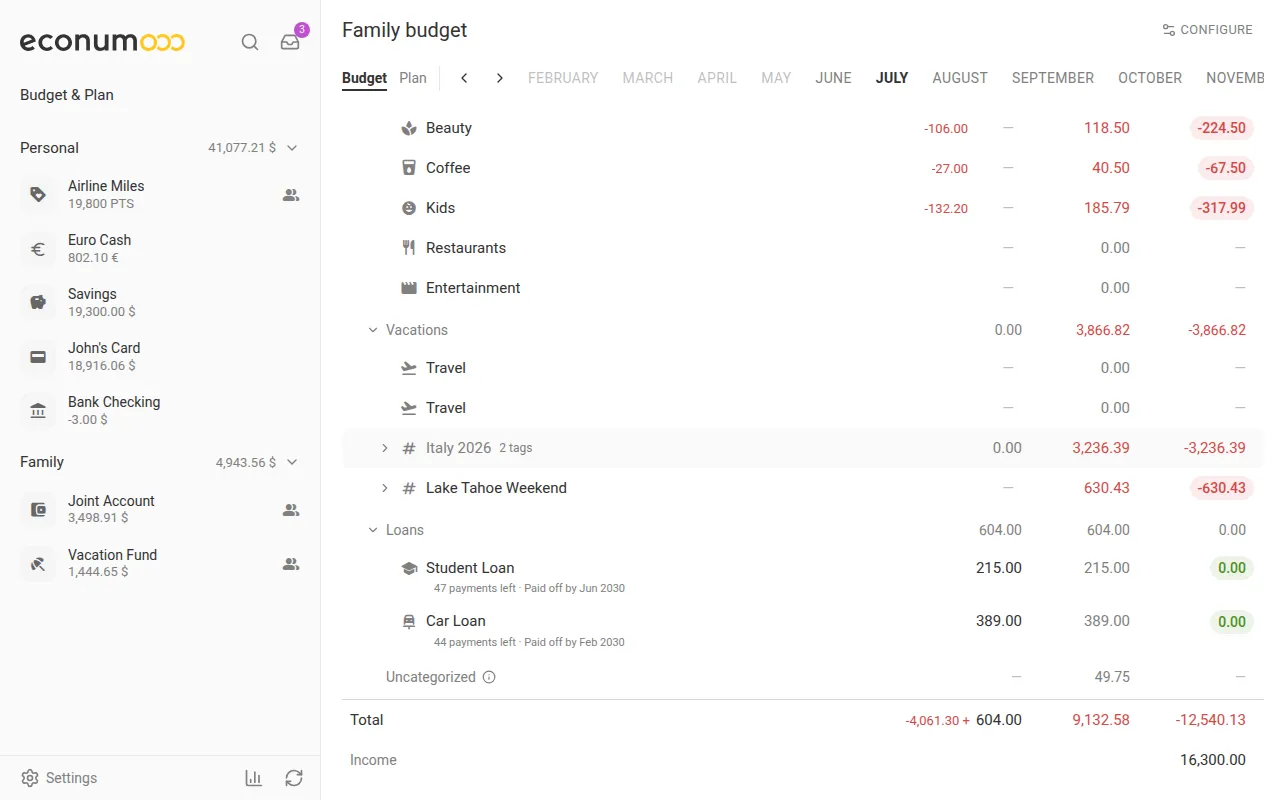 econumooo
3
Budget & Plan
Personal 41,077.21 $
Airline Miles
19,800 PTS
Euro Cash
802.10 €
Savings
19,300.00 $
John's Card
18,916.06 $
Bank Checking
-3.00 $
Family 4,943.56 $
Joint Account
3,498.91 $
Vacation Fund
1,444.65 $
Settings
Family budget CONFIGURE
Budget Plan FEBRUARY MARCH APRIL MAY JUNE JULY AUGUST SEPTEMBER OCTOBER NOVEMB
Beauty -106.00 — 118.50 -224.50
Coffee -27.00 — 40.50 -67.50
Kids -132.20 — 185.79 -317.99
Restaurants — 0.00 —
Entertainment — 0.00 —
Vacations 0.00 3,866.82 -3,866.82
Travel — 0.00 —
Travel — 0.00 —
# Italy 2026 2 tags 0.00 3,236.39 -3,236.39
# Lake Tahoe Weekend — 630.43 -630.43
Loans 604.00 604.00 0.00
Student Loan 215.00 215.00 0.00
47 payments left · Paid off by Jun 2030
Car Loan 389.00 389.00 0.00
44 payments left · Paid off by Feb 2030
Uncategorized — 49.75 —
Total -4,061.30 + 604.00 9,132.58 -12,540.13
Income 16,300.00